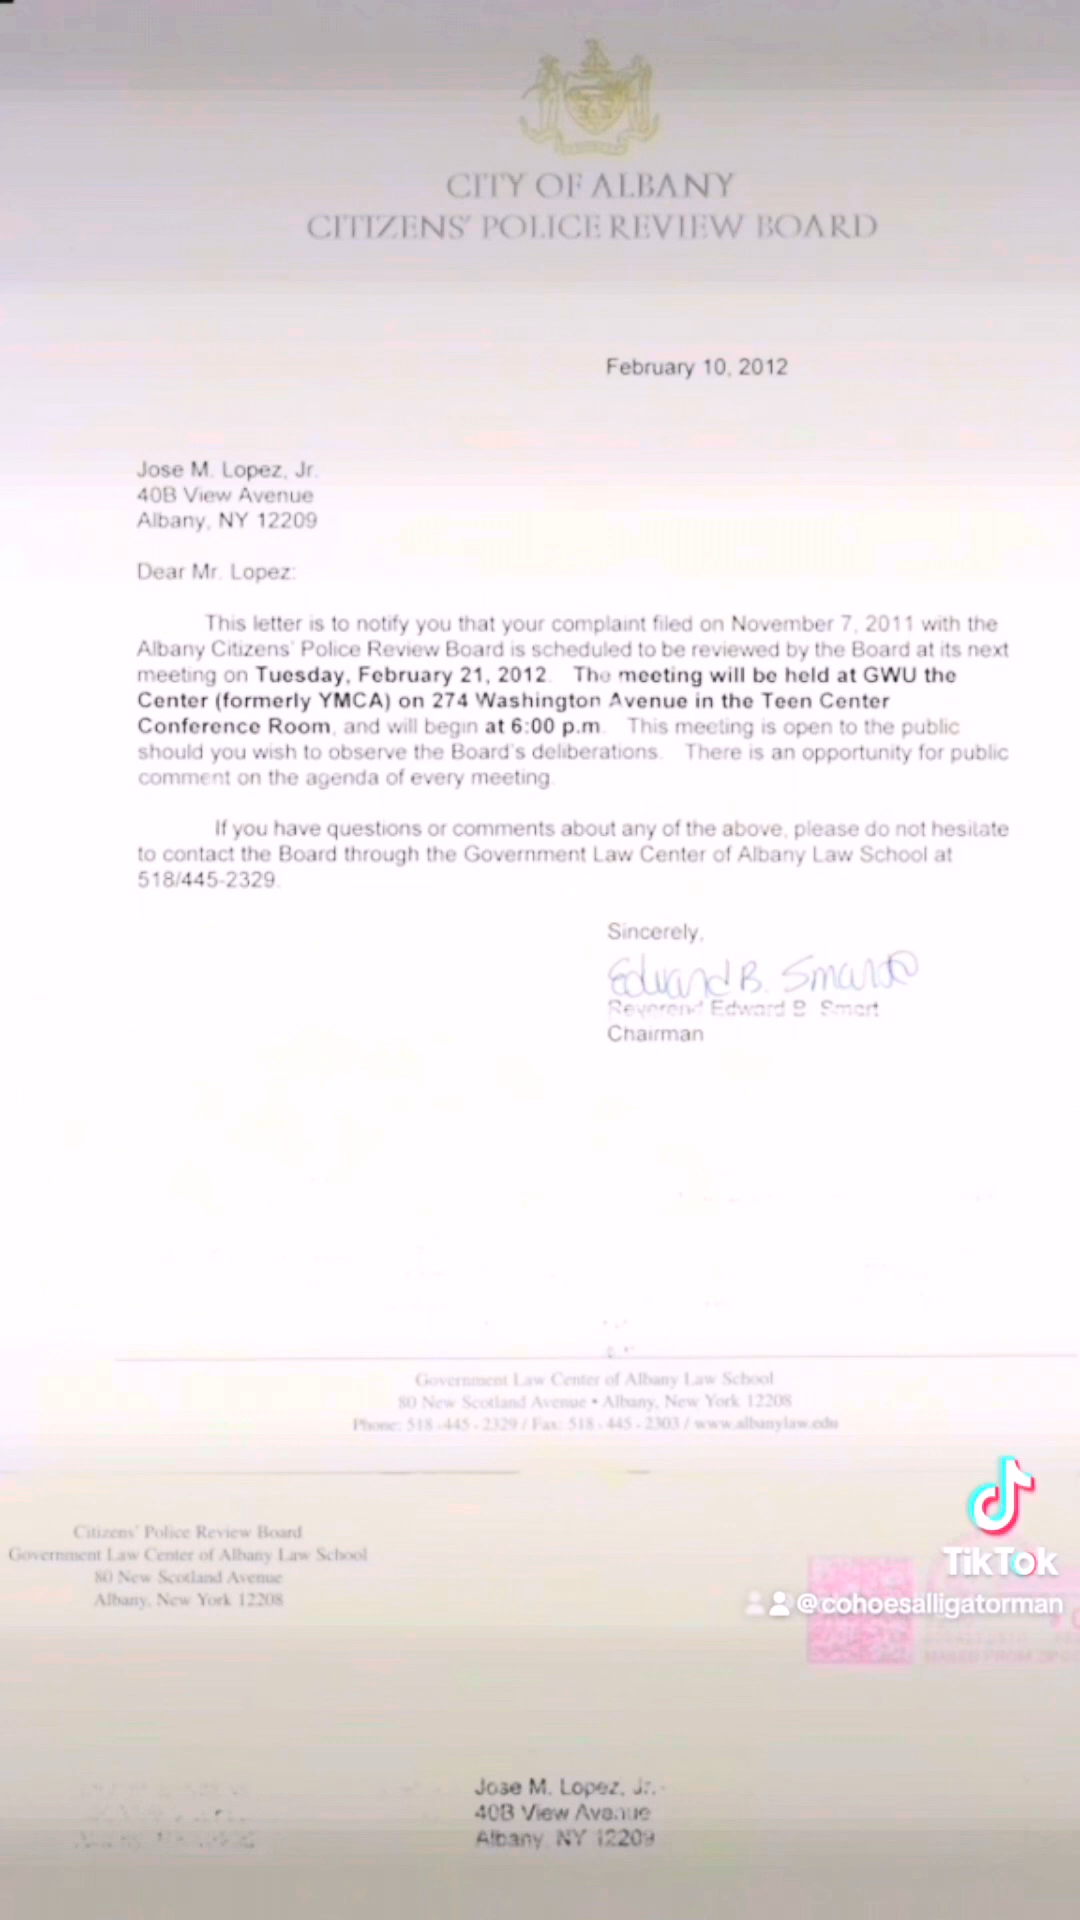 CITY OF ALBANY
CITIZENS' POLICE REVIEW BOARD
February 10, 2012
Jose M. Lopez, Jr.
40B View Avenue
Albany, NY 12209
Dear Mr. Lopez:
This letter is to notify you that your complaint filed on November 7, 2011 with the
Albany Citizens' Police Review Board is scheduled to be reviewed by the Board at its next
meeting on Tuesday, February 21, 2012. The meeting will be held at GWU the
Center (formerly YMCA) on 274 Washington Avenue in the Teen Center
Conference Room, and will begin at 6:00 p.m. This meeting is open to the public
should you wish to observe the Board's deliberations. There is an opportunity for public
comment on the agenda of every meeting.
If you have questions or comments about any of the above, please do not hesitate
to contact the Board through the Government Law Center of Albany Law School at
518/445-2329.
Sincerely,
Edward B. Smart
Reverend Edward B. Smart
Chairman
Government Law Center of Albany Law School
80 New Scotland Avenue • Albany, New York 12208
Phone: 518-445-2329 / Fax: 518-445-2303 / www.albanylaw.edu
Citizens' Police Review Board
Government Law Center of Albany Law School
80 New Scotland Avenue
Albany, New York 12208
TikTok
@cohoesalligatorman
MAILED FROM
Jose M. Lopez, Jr.
40B View Avenue
Albany, NY 12209